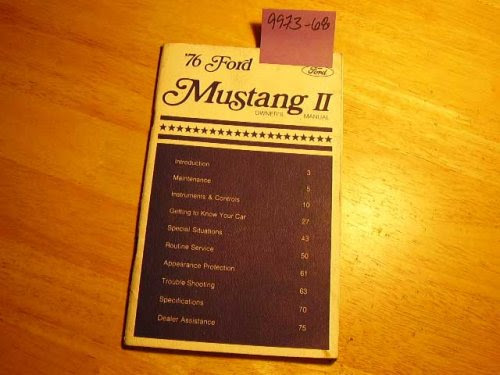 9973-68
'76 Ford
Ford
Mustang II
OWNER'S MANUAL
Introduction 3
Maintenance 5
Instruments & Controls 10
Getting to Know Your Car 27
Special Situations 43
Routine Service 50
Appearance Protection 61
Trouble Shooting 63
Specifications 70
Dealer Assistance 75